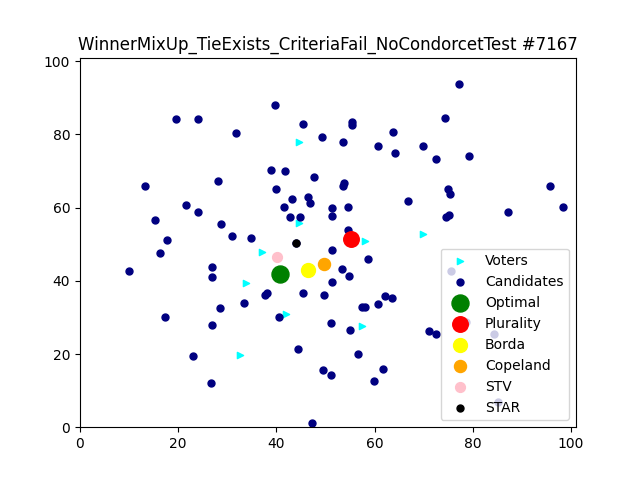 WinnerMixUp_TieExists_CriteriaFail_NoCondorcetTest #7167
100
80
60
40
20
0
0 20 40 60 80 100
Voters
Candidates
Optimal
Plurality
Borda
Copeland
STV
STAR